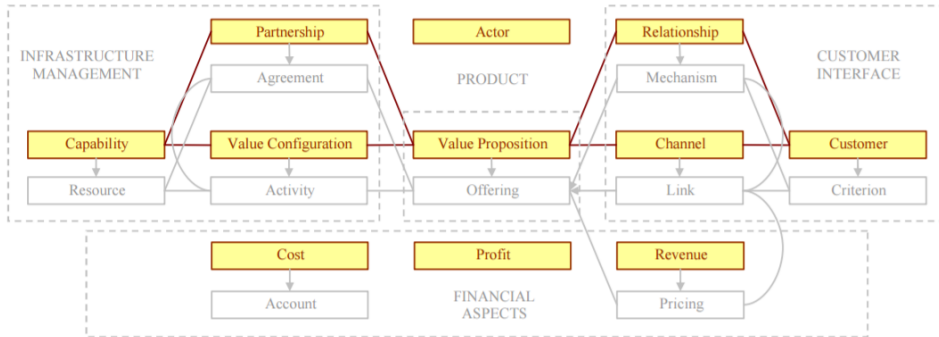 Partnership
Actor
Relationship
INFRASTRUCTURE
MANAGEMENT
CUSTOMER
INTERFACE
Agreement
PRODUCT
Mechanism
Capability
Value Configuration
Value Proposition
Channel
Customer
Resource
Activity
Offering
Link
Criterion
Cost
Profit
Revenue
Account
FINANCIAL
ASPECTS
Pricing